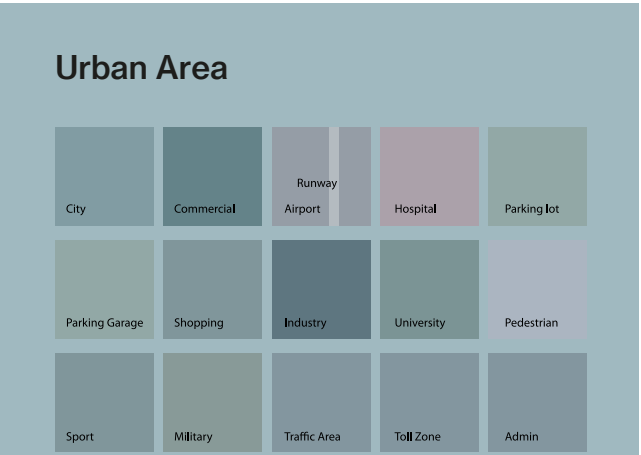 Urban Area
City
Commercial
Runway
Airport
Hospital
Parking lot
Parking Garage
Shopping
Industry
University
Pedestrian
Sport
Military
Traffic Area
Toll Zone
Admin